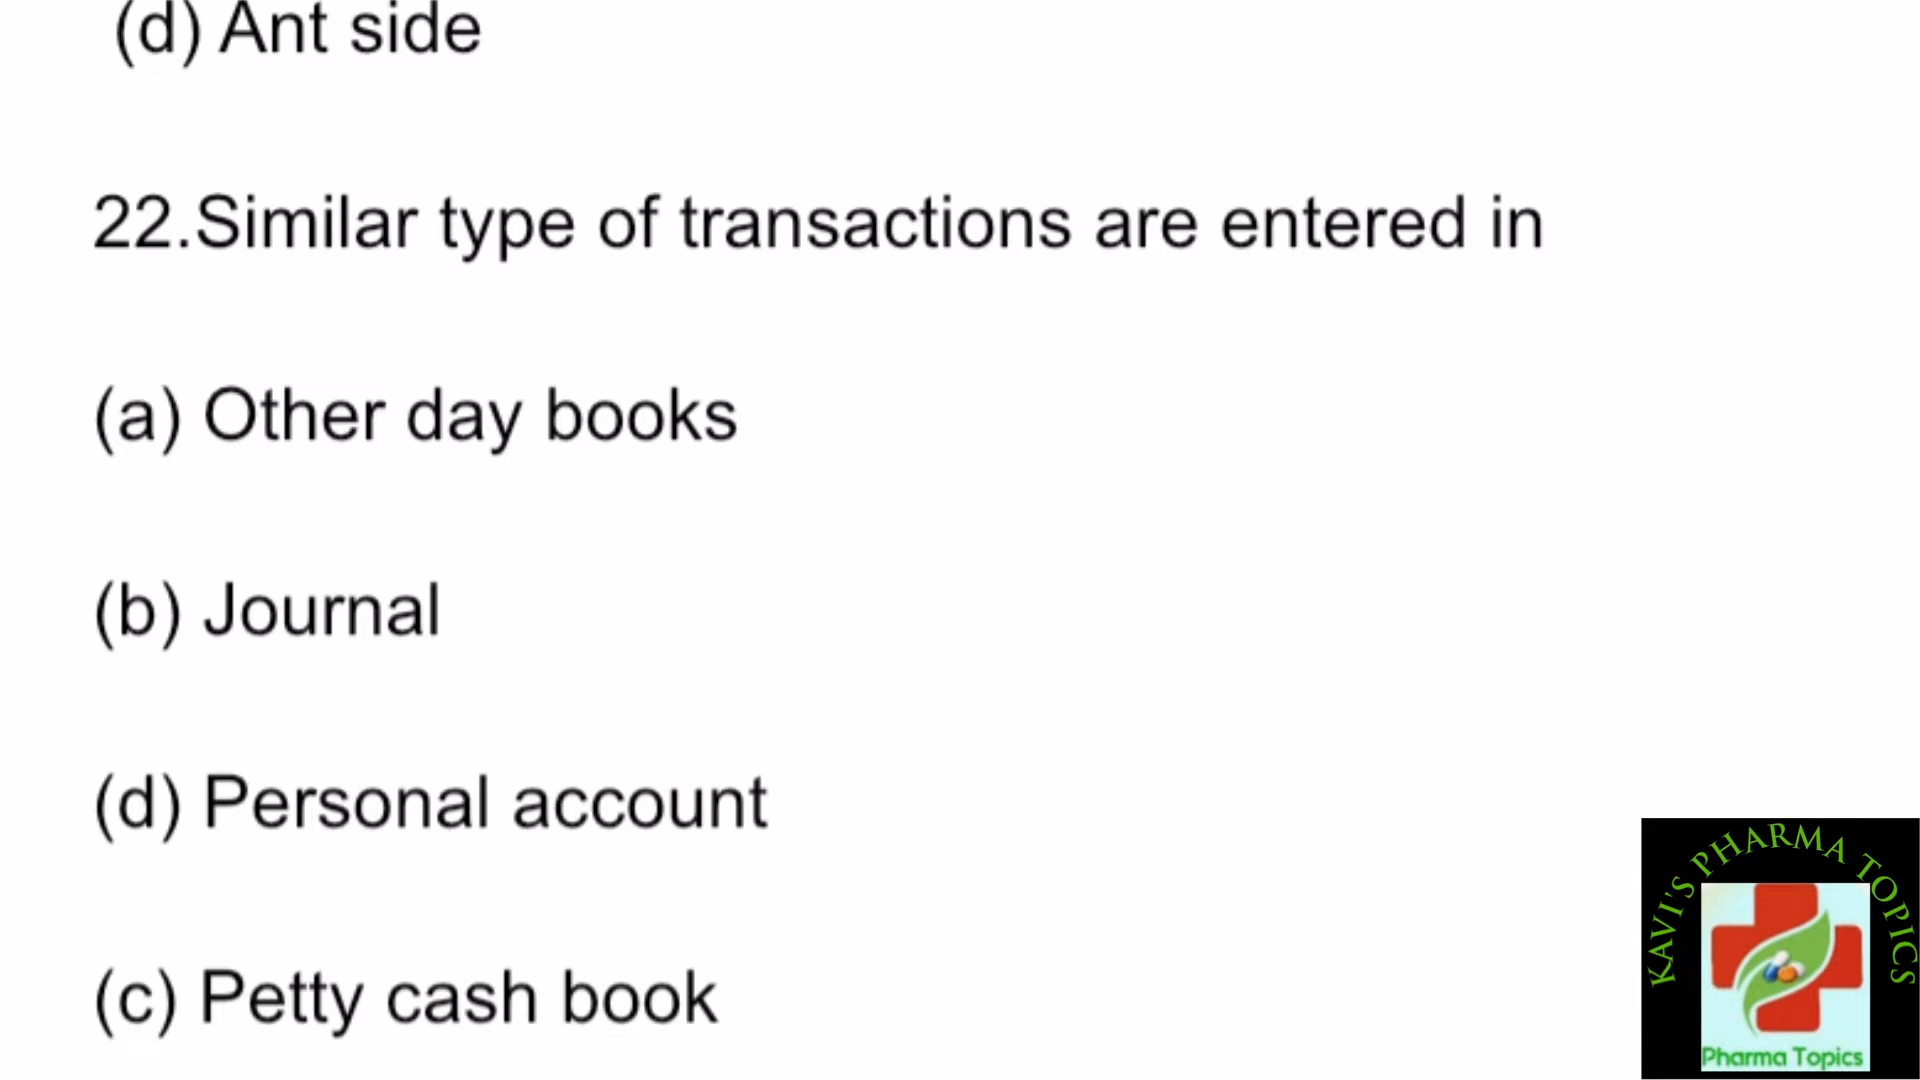 (d) Ant side
22.Similar type of transactions are entered in
(a) Other day books
(b) Journal
(d) Personal account
(c) Petty cash book
KAVI'S PHARMA TOPICS
Pharma Topics